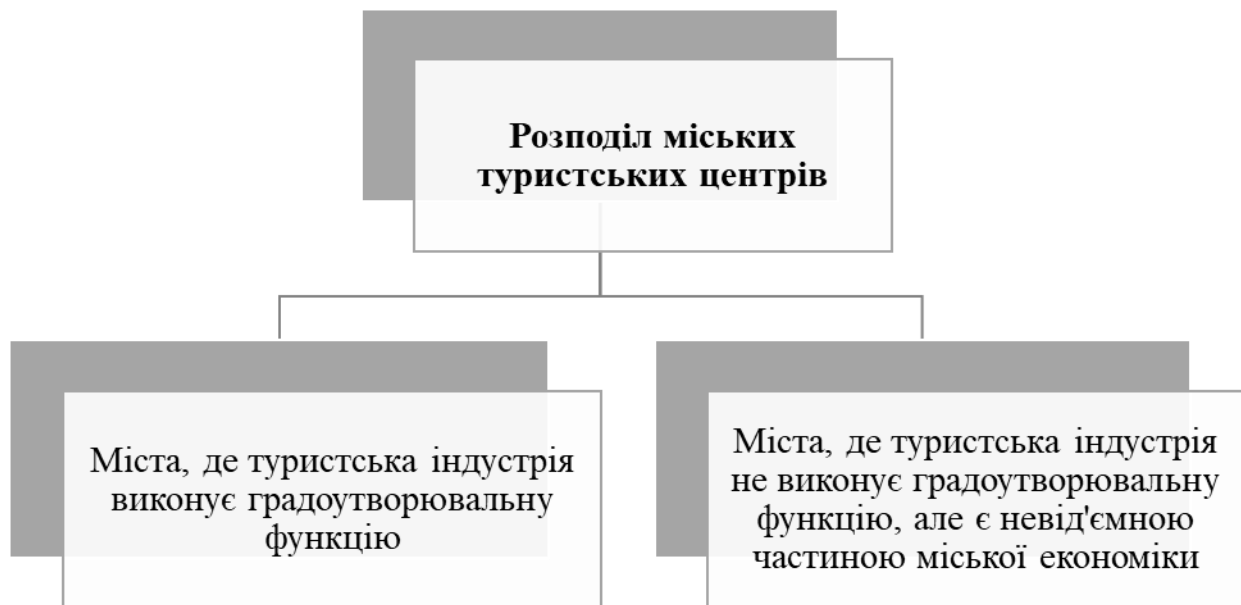 Розподіл міських
туристських центрів
Міста, де туристська індустрія
виконує градоутворювальну
функцію
Міста, де туристська індустрія
не виконує градоутворювальну
функцію, але є невід'ємною
частиною міської економіки